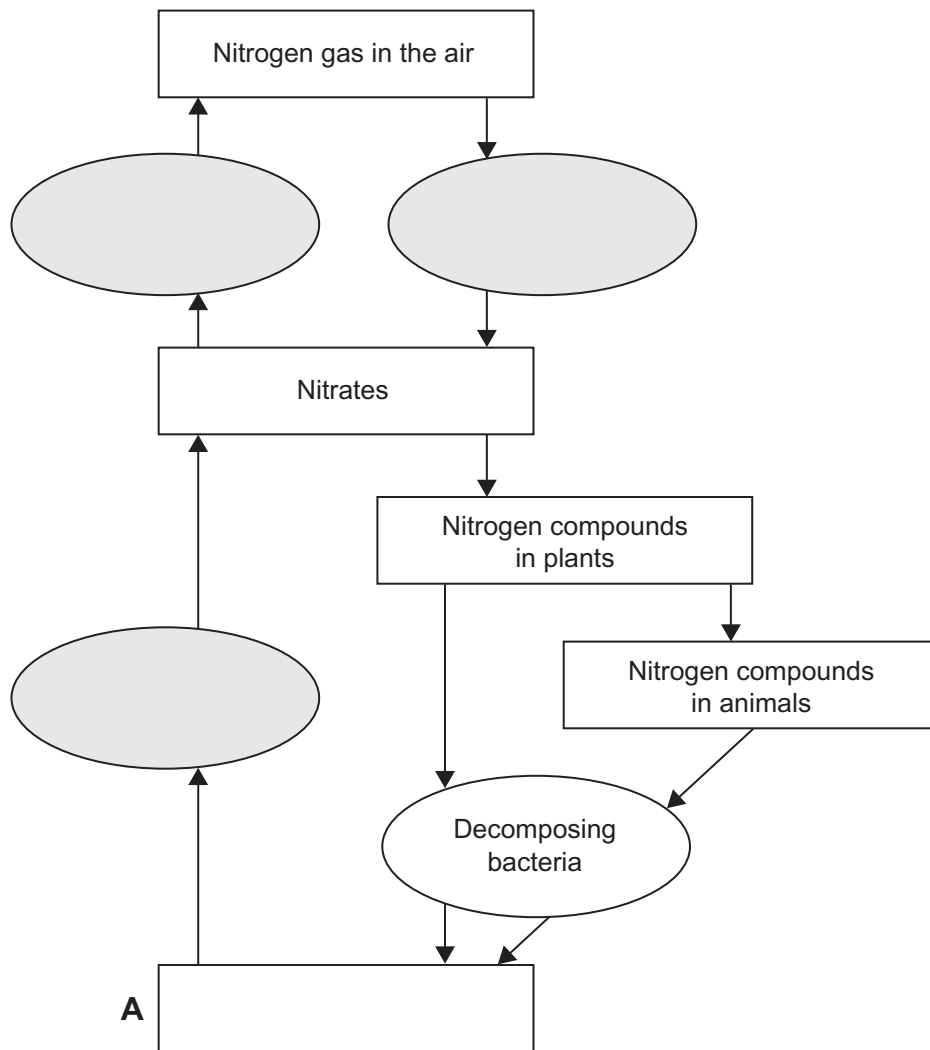 Nitrogen gas in the air
Nitrates
Nitrogen compounds
in plants
Nitrogen compounds
in animals
Decomposing
bacteria
A